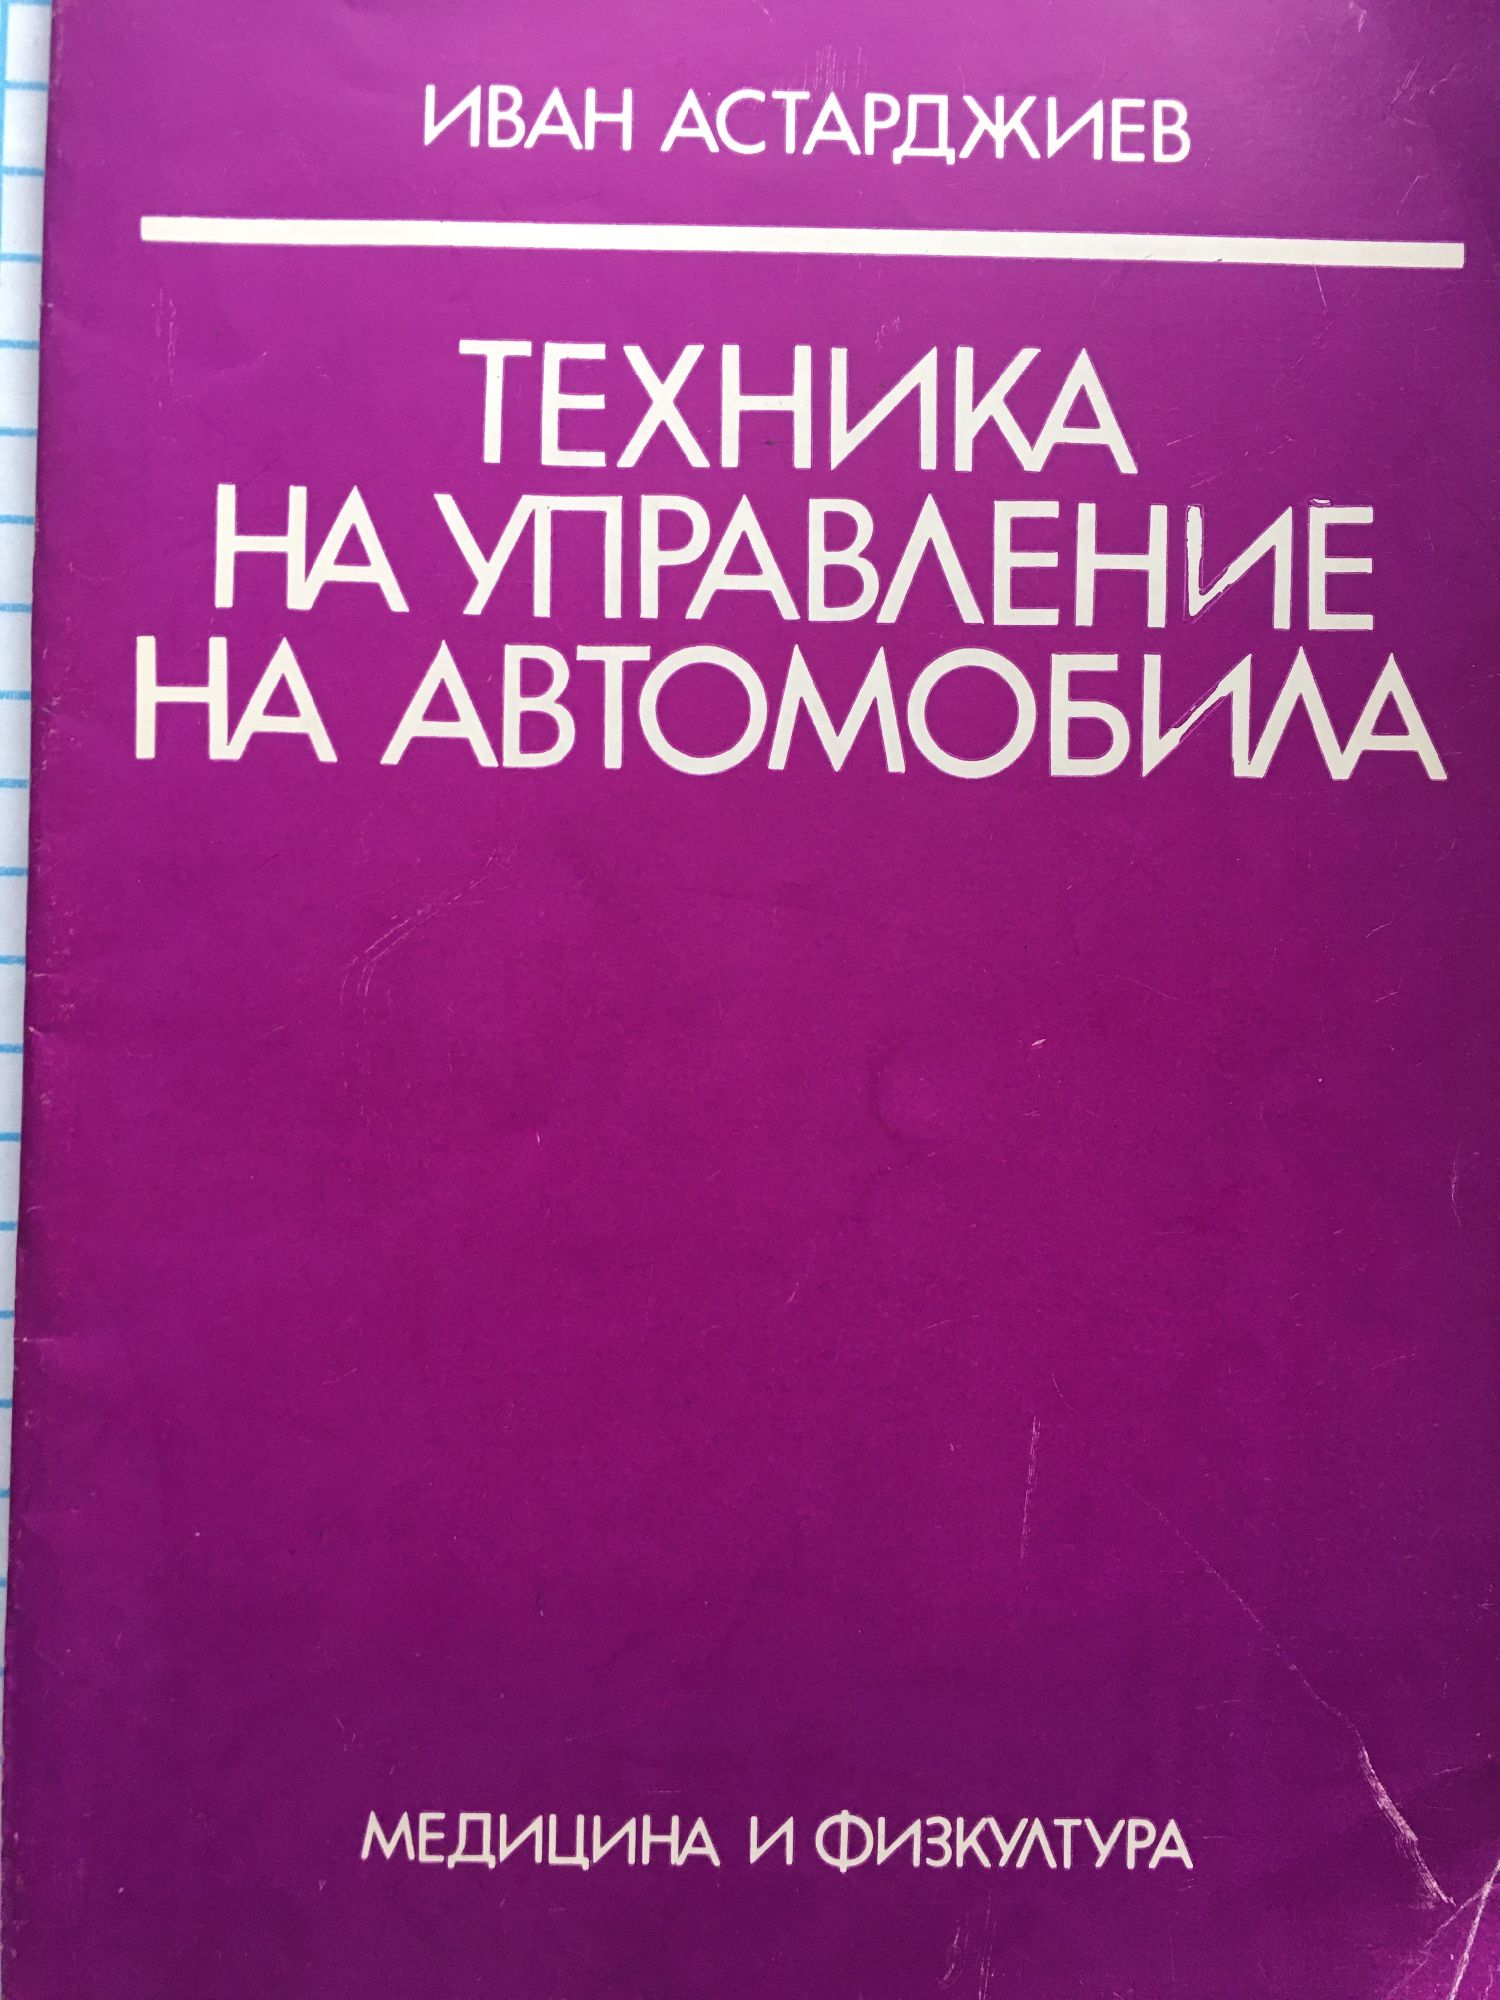 ИВАН АСТАРДЖИЕВ
ТЕХНИКА
НА УПРАВЛЕНИЕ
НА АВТОМОБИЛА
МЕДИЦИНА И ФИЗКУЛТУРА